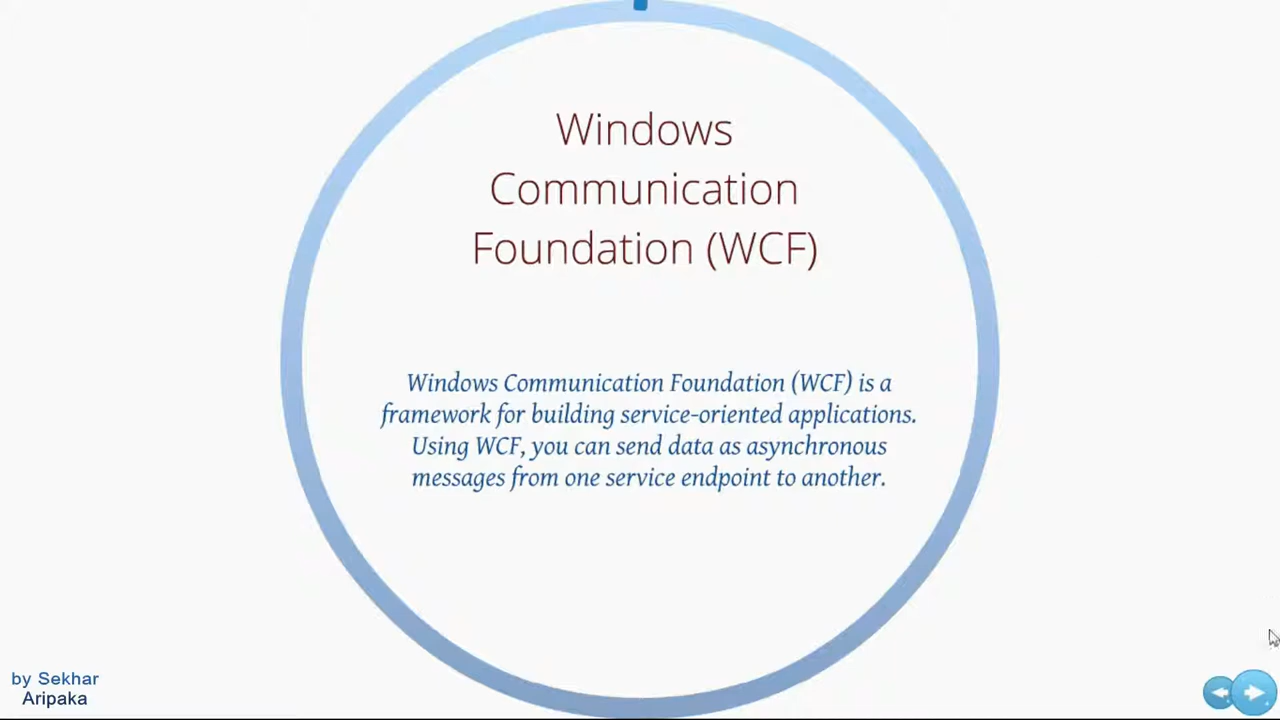 Windows
Communication
Foundation (WCF)
Windows Communication Foundation (WCF) is a
framework for building service-oriented applications.
Using WCF, you can send data as asynchronous
messages from one service endpoint to another.
by Sekhar
Aripaka